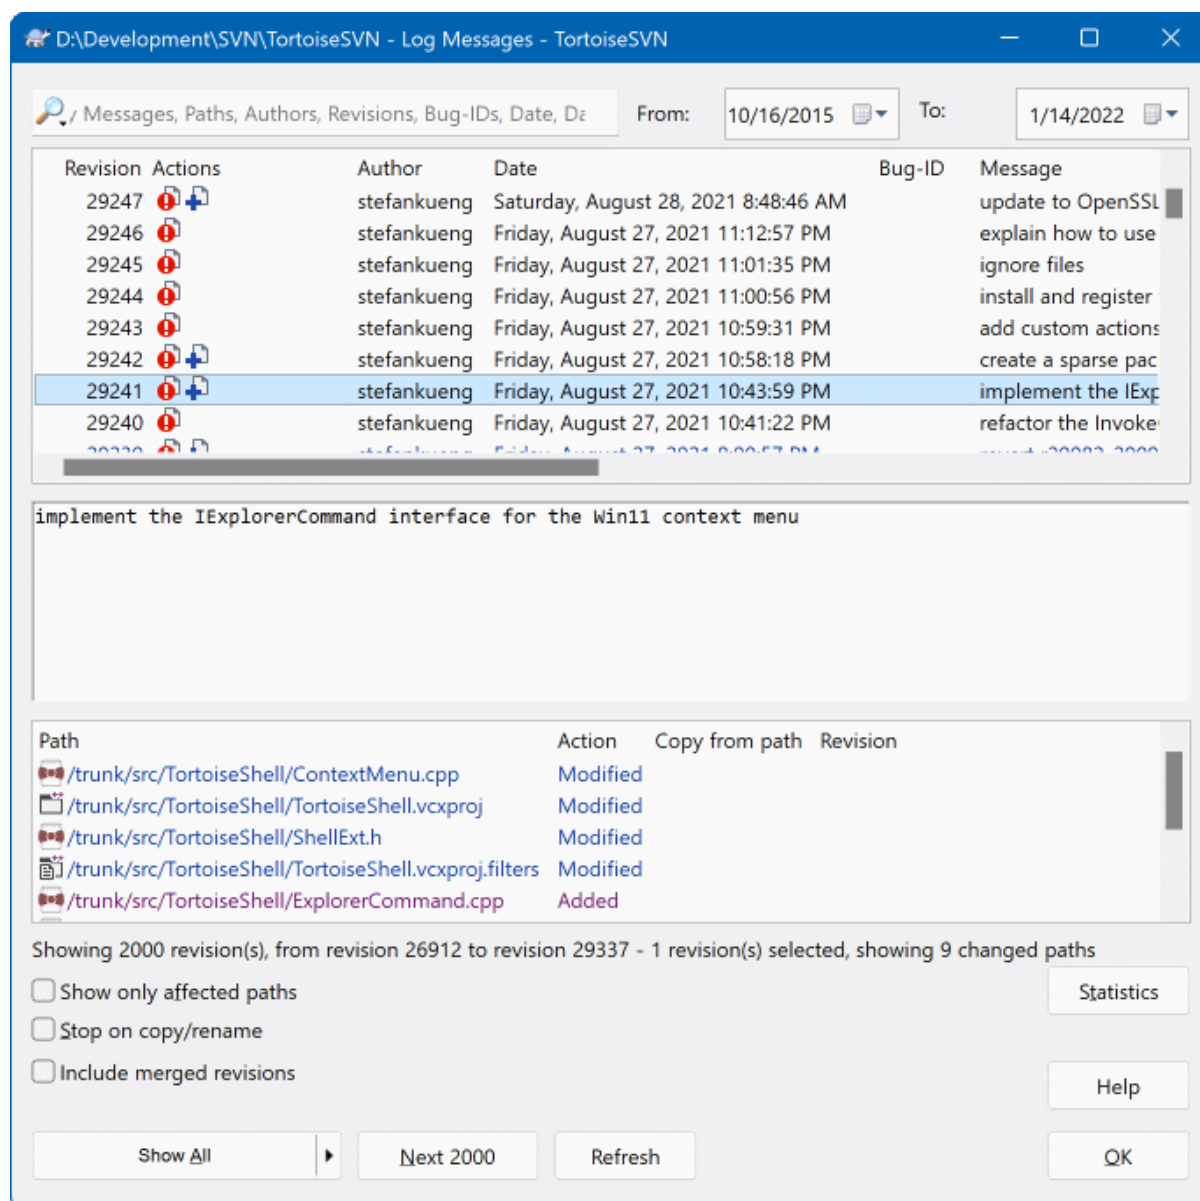 D:\Development\SVN\TortoiseSVN - Log Messages - TortoiseSVN
Messages, Paths, Authors, Revisions, Bug-IDs, Date, Da From: 10/16/2015 To: 1/14/2022
Revision Actions Author Date Bug-ID Message
29247 stefankueng Saturday, August 28, 2021 8:48:46 AM update to OpenSSL
29246 stefankueng Friday, August 27, 2021 11:12:57 PM explain how to use
29245 stefankueng Friday, August 27, 2021 11:01:35 PM ignore files
29244 stefankueng Friday, August 27, 2021 11:00:56 PM install and register
29243 stefankueng Friday, August 27, 2021 10:59:31 PM add custom actions
29242 stefankueng Friday, August 27, 2021 10:58:18 PM create a sparse pac
29241 stefankueng Friday, August 27, 2021 10:43:59 PM implement the IExp
29240 stefankueng Friday, August 27, 2021 10:41:22 PM refactor the Invoke
implement the IExplorerCommand interface for the Win11 context menu
Path Action Copy from path Revision
/trunk/src/TortoiseShell/ContextMenu.cpp Modified
/trunk/src/TortoiseShell/TortoiseShell.vcxproj Modified
/trunk/src/TortoiseShell/ShellExt.h Modified
/trunk/src/TortoiseShell/TortoiseShell.vcxproj.filters Modified
/trunk/src/TortoiseShell/ExplorerCommand.cpp Added
Showing 2000 revision(s), from revision 26912 to revision 29337 - 1 revision(s) selected, showing 9 changed paths
Show only affected paths Statistics
Stop on copy/rename
Include merged revisions
Help
Show All Next 2000 Refresh OK